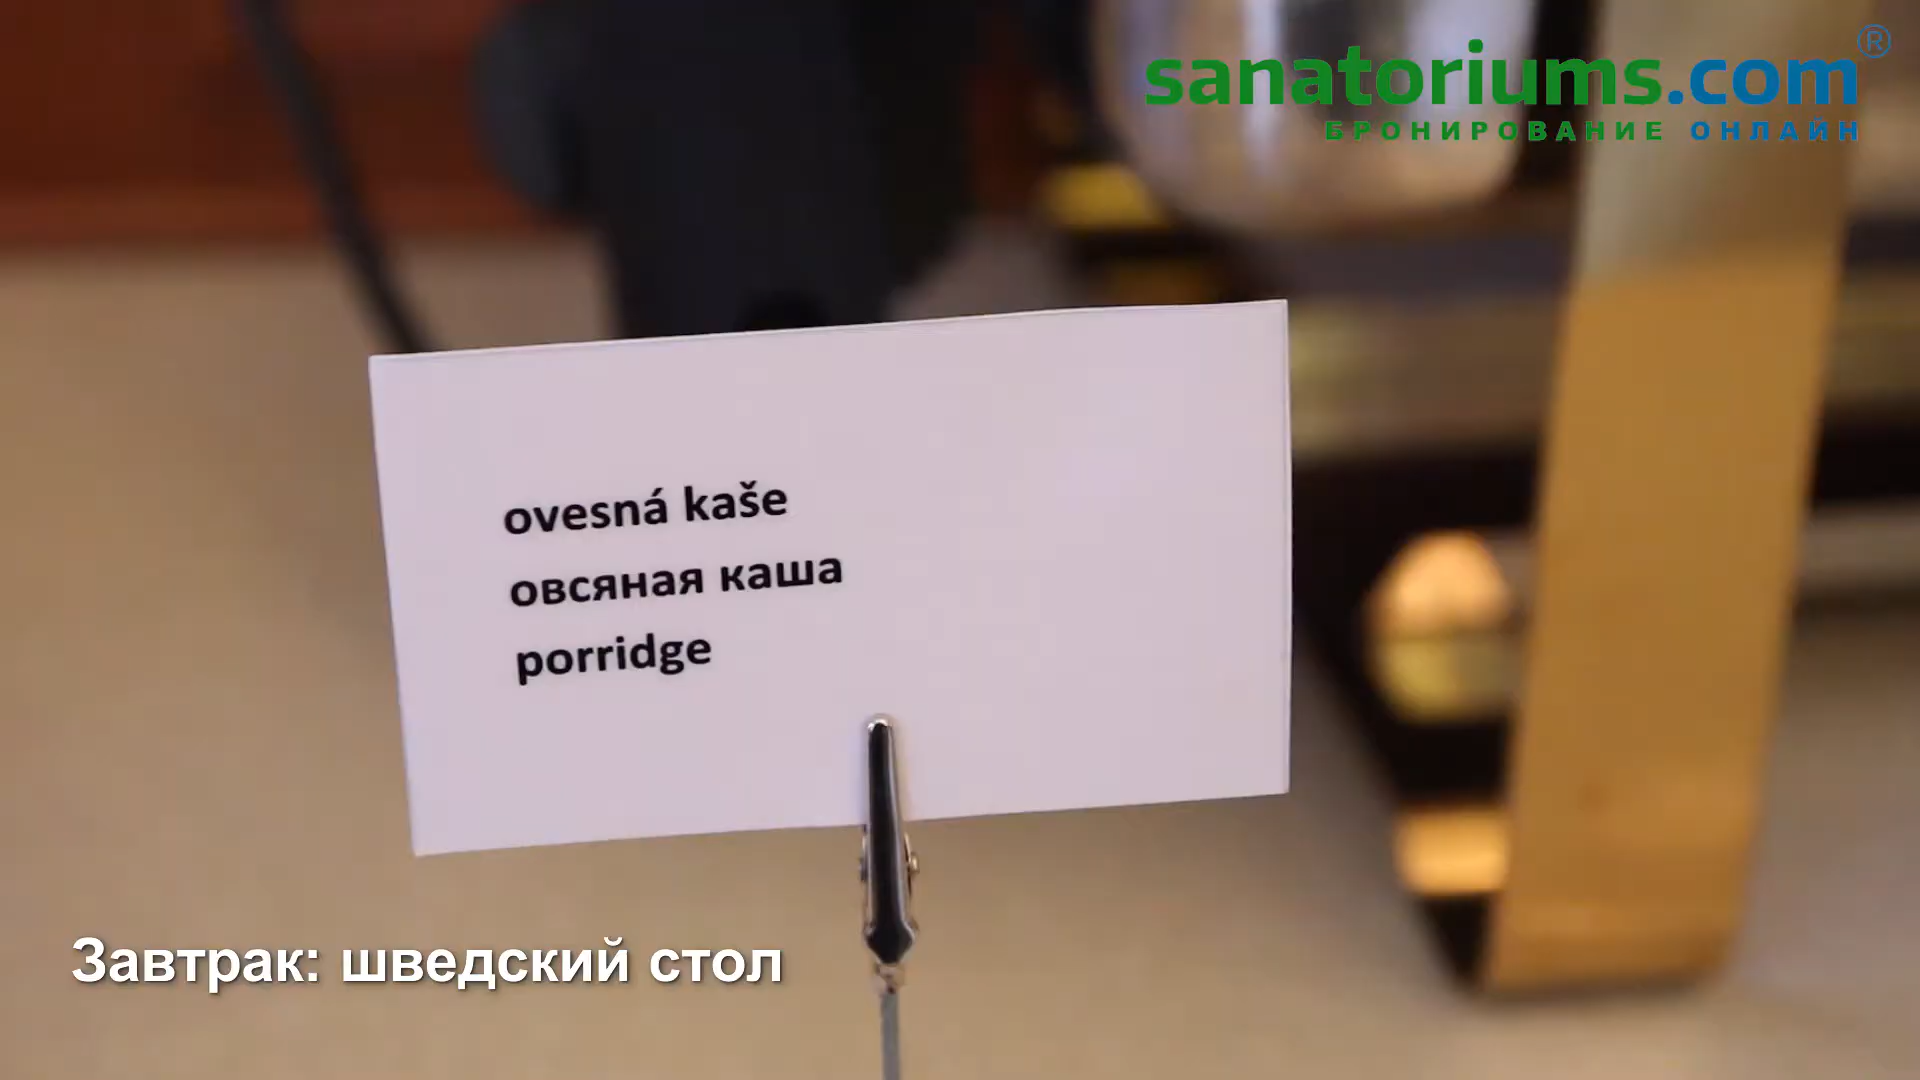 sanatoriums.com®
БРОНИРОВАНИЕ ОНЛАЙН
ovesná kaše
овсяная каша
porridge
Завтрак: шведский стол